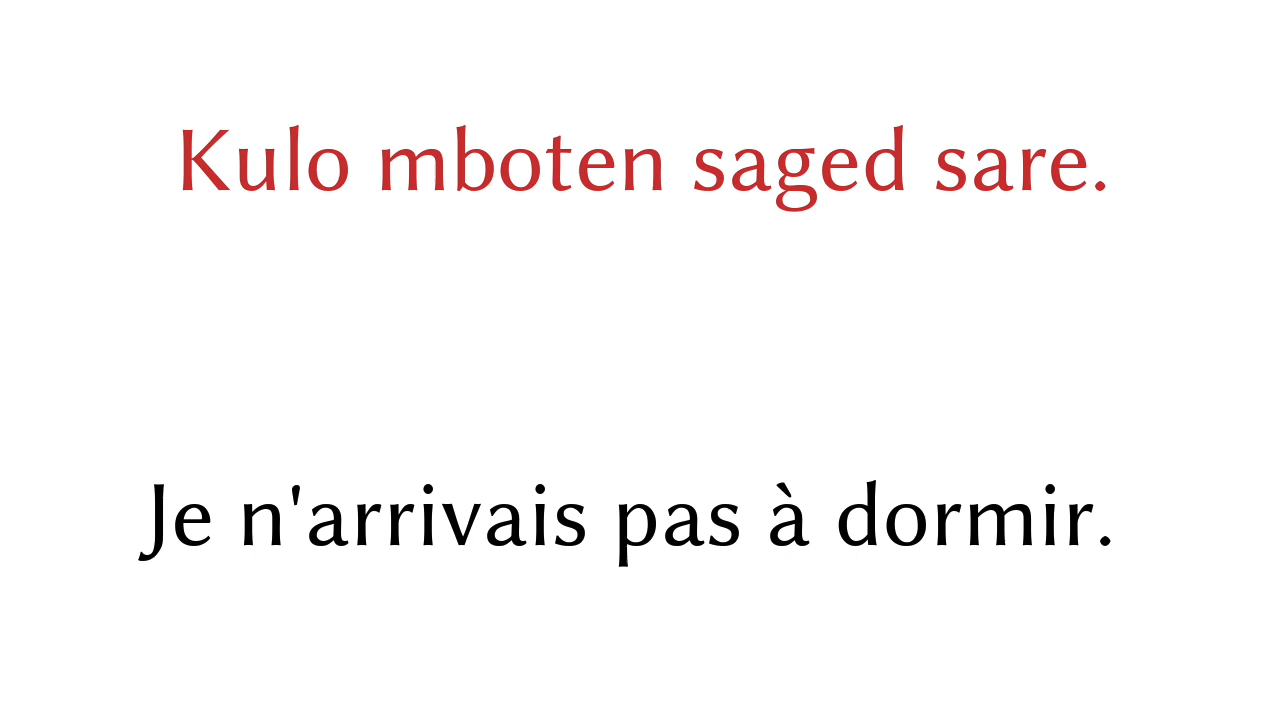 Kulo mboten saged sare.
Je n'arrivais pas à dormir.